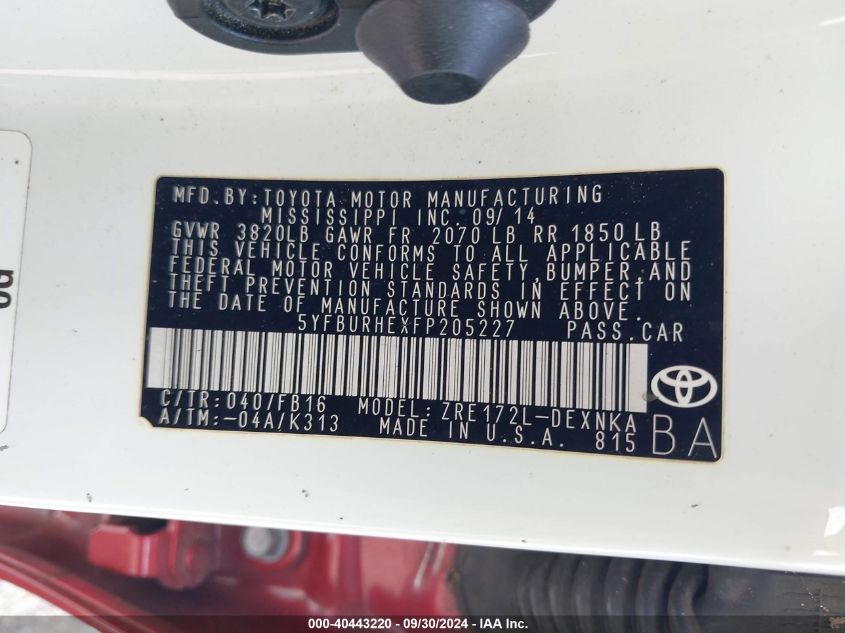 MFD. BY: TOYOTA MOTOR MANUFACTURING
MISSISSIPPI INC. 09/14
GVWR 3820LB GAWR FR 2070 LB RR 1850 LB
THIS VEHICLE CONFORMS TO ALL APPLICABLE
FEDERAL MOTOR VEHICLE SAFETY, BUMPER, AND
THEFT PREVENTION STANDARDS IN EFFECT ON
THE DATE OF MANUFACTURE SHOWN ABOVE.
5YFBURHEXFP205227 PASS. CAR
C/TR: 040/FB16 MODEL: ZRE172L-DEXNKA
A/TM: -04A/K313 MADE IN U.S.A. 815
BA
000-40443220 - 09/30/2024 - IAA Inc.